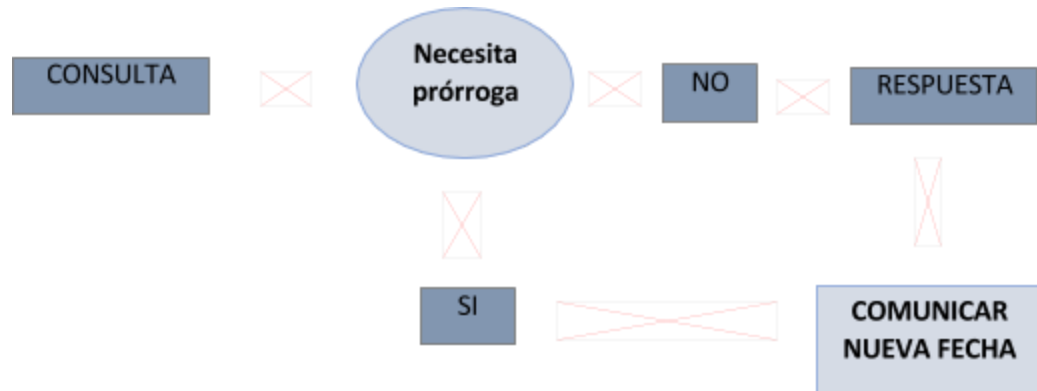 CONSULTA
Necesita
prórroga
NO
RESPUESTA
SI
COMUNICAR
NUEVA FECHA